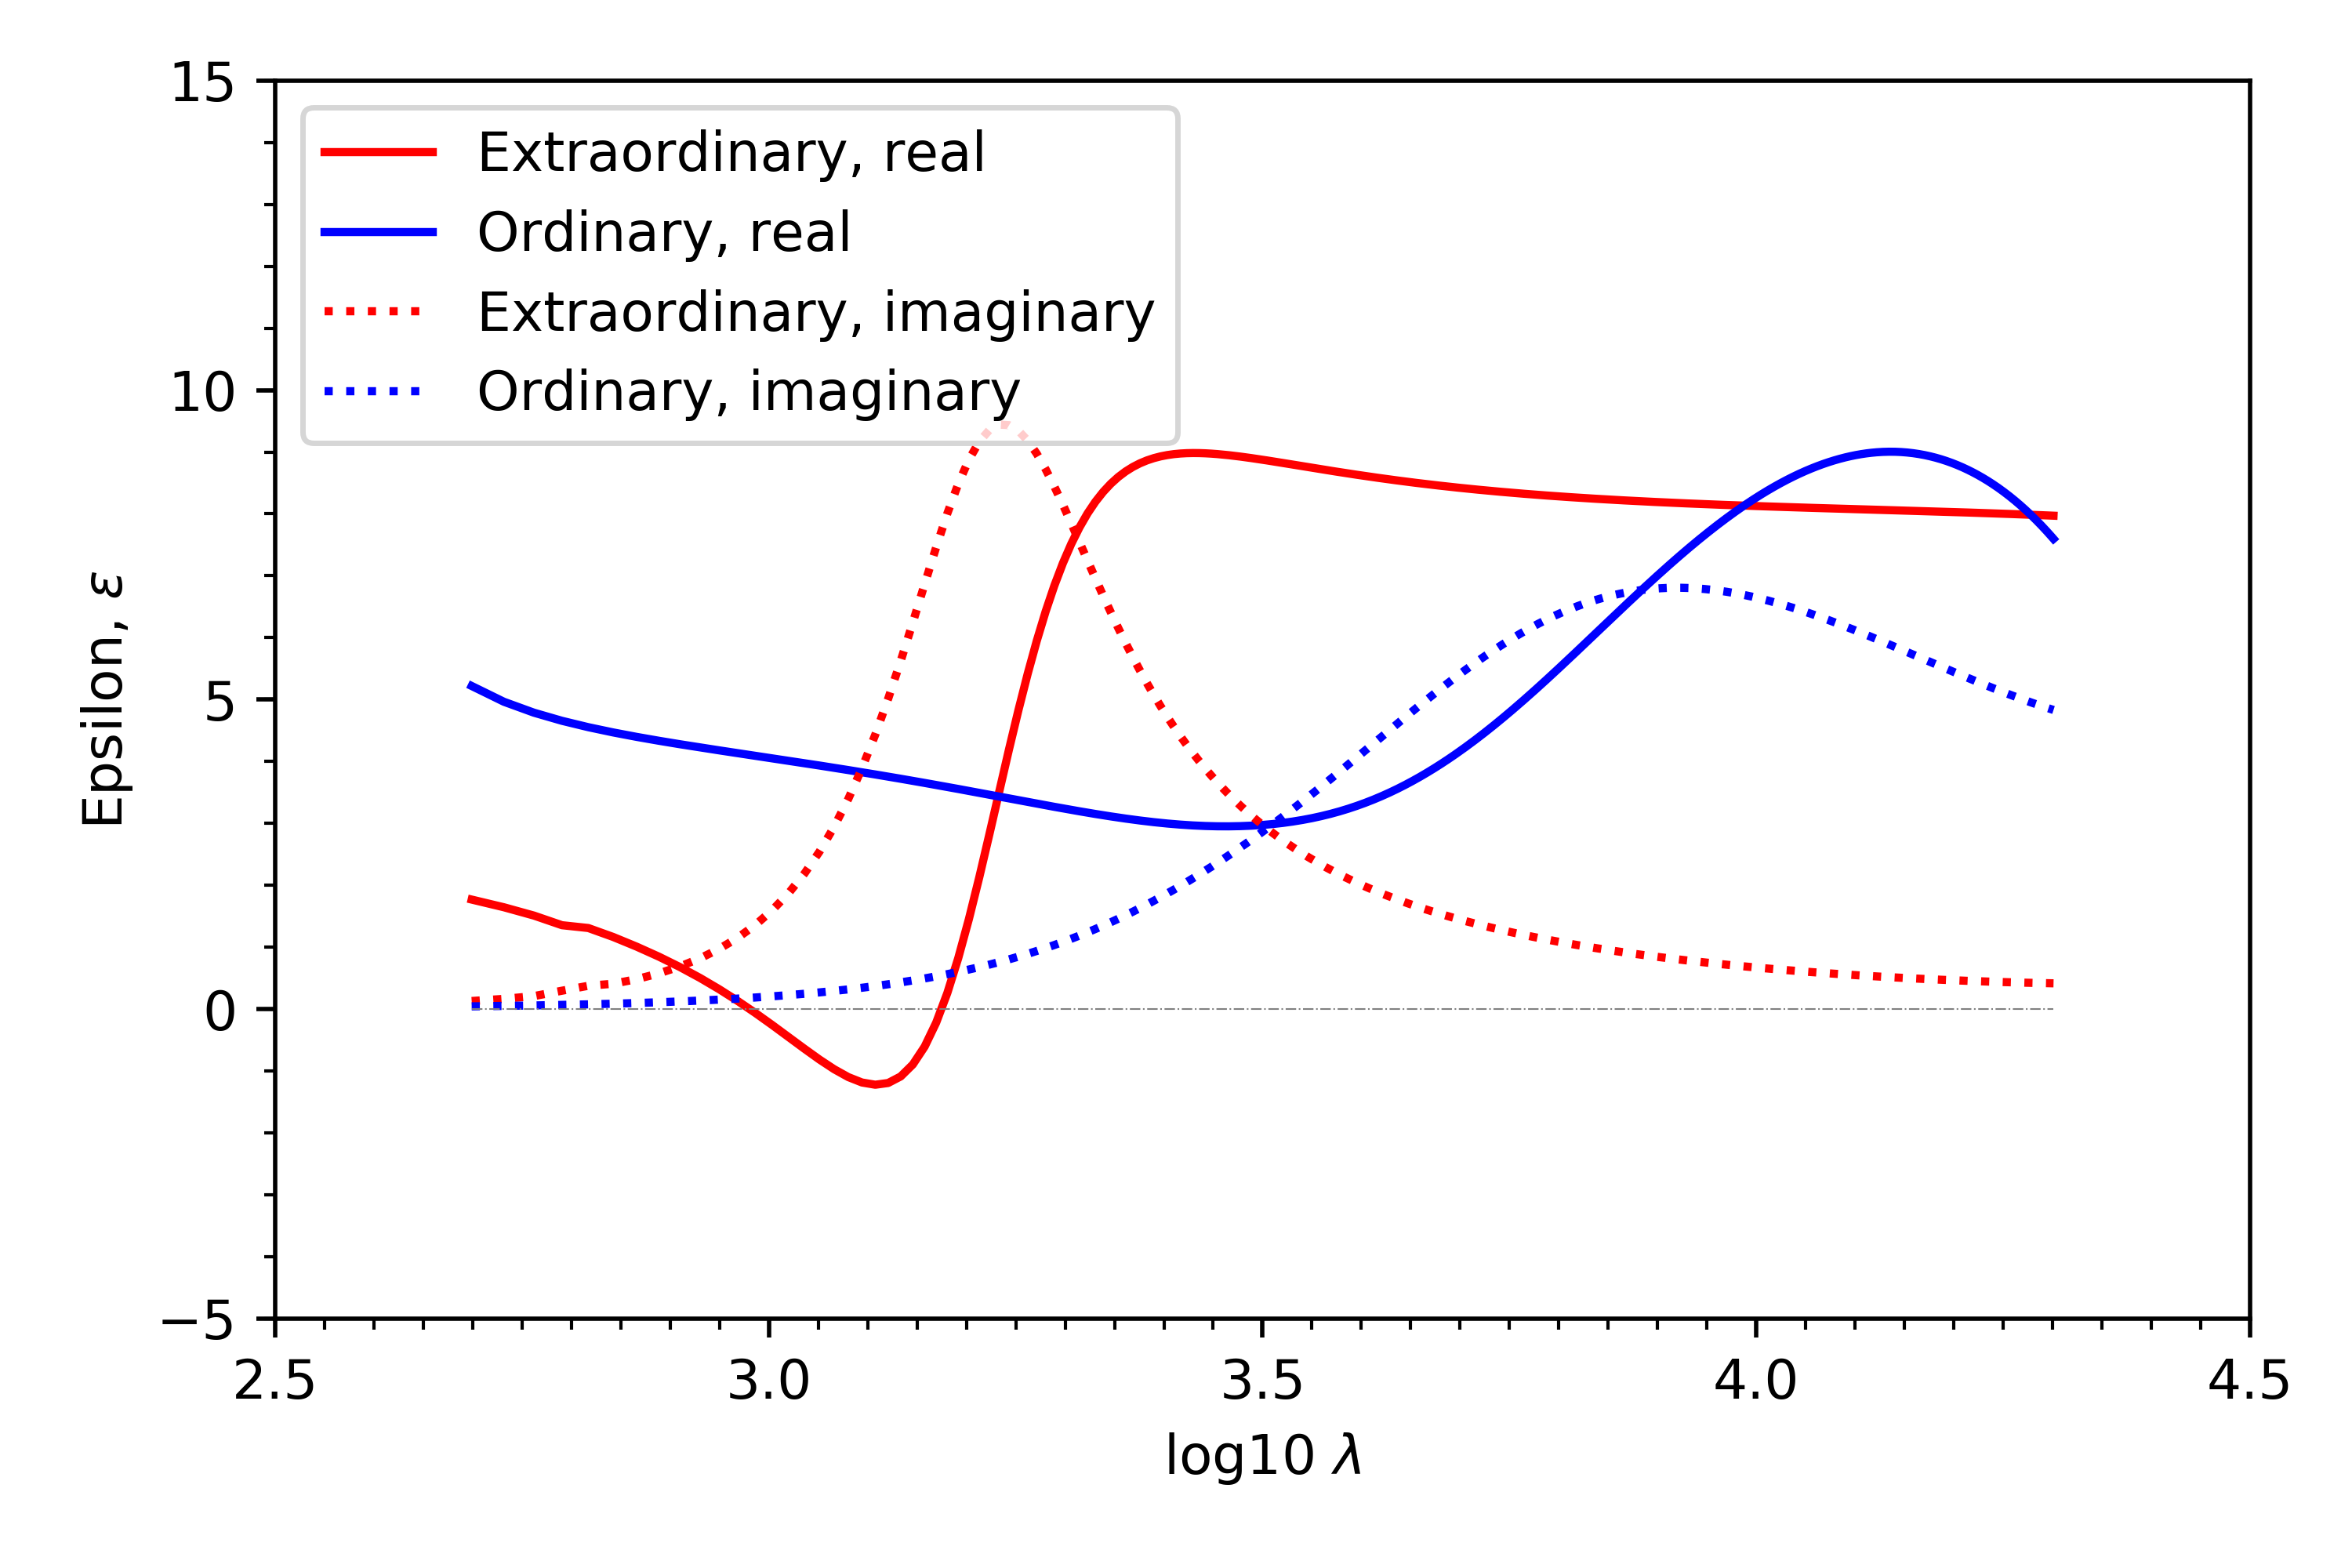 15
Extraordinary, real
Ordinary, real
Extraordinary, imaginary
Ordinary, imaginary
10
Epsilon, ε
5
0
−5
2.5 3.0 3.5 4.0 4.5
log10 λ